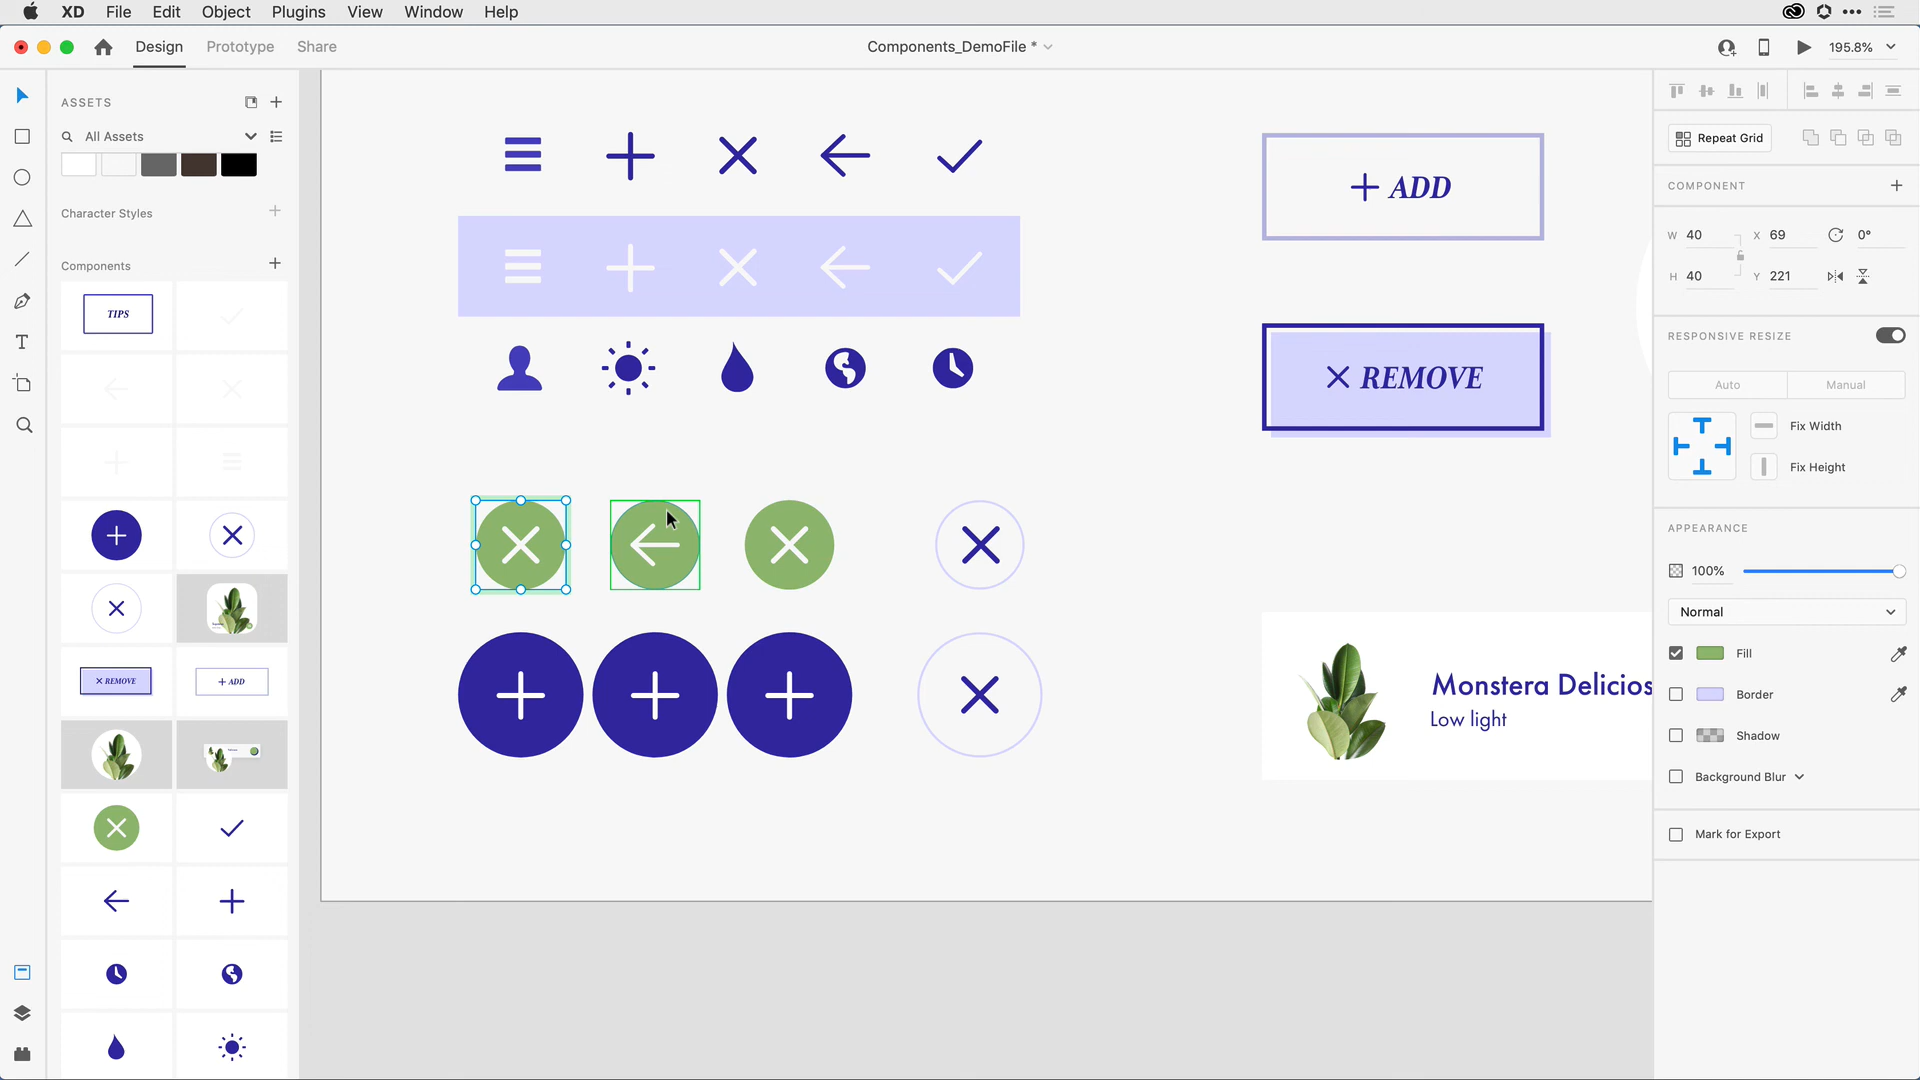 XD File Edit Object Plugins View Window Help
Design Prototype Share
Components_DemoFile *
195.8%
ASSETS
All Assets
Character Styles
Components
TIPS
REMOVE
ADD
ADD
REMOVE
Monstera Delicios
Low light
Repeat Grid
COMPONENT
W 40 X 69 0°
H 40 Y 221
RESPONSIVE RESIZE
Auto Manual
Fix Width
Fix Height
APPEARANCE
100%
Normal
Fill
Border
Shadow
Background Blur
Mark for Export